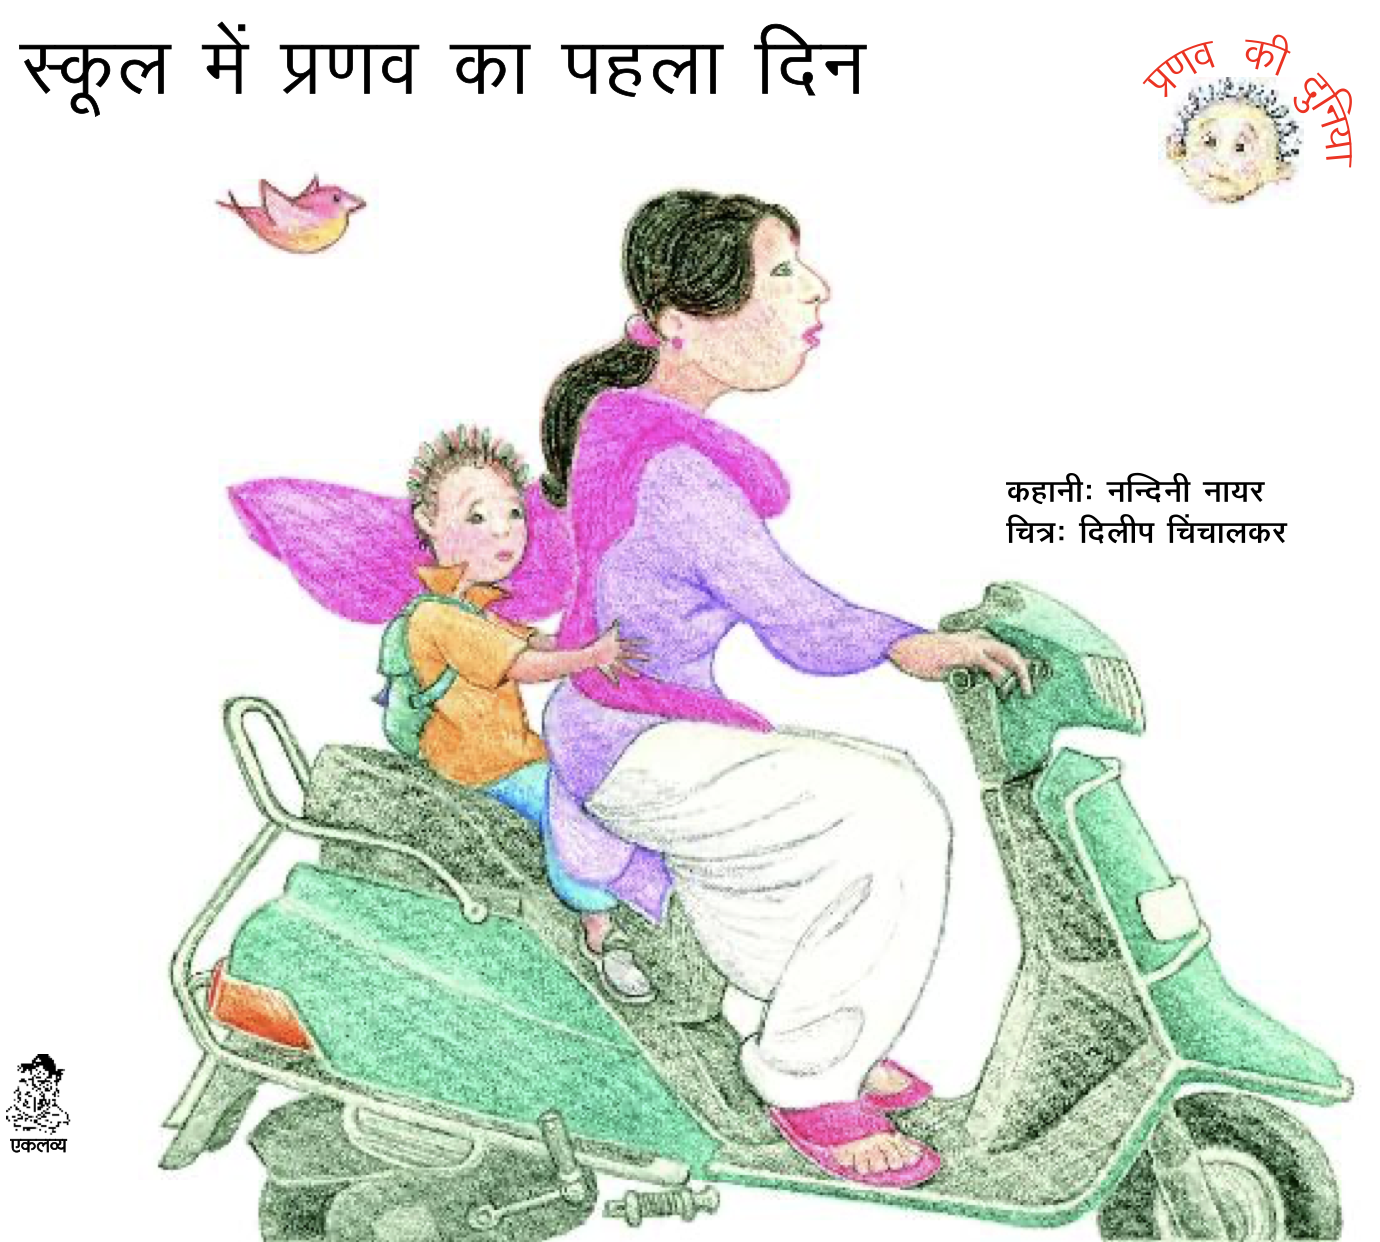 स्कूल में प्रणव का पहला दिन
प्रणव की दुनिया
कहानी: नन्दिनी नायर
चित्र: दिलीप चिंचालकर
एकलव्य